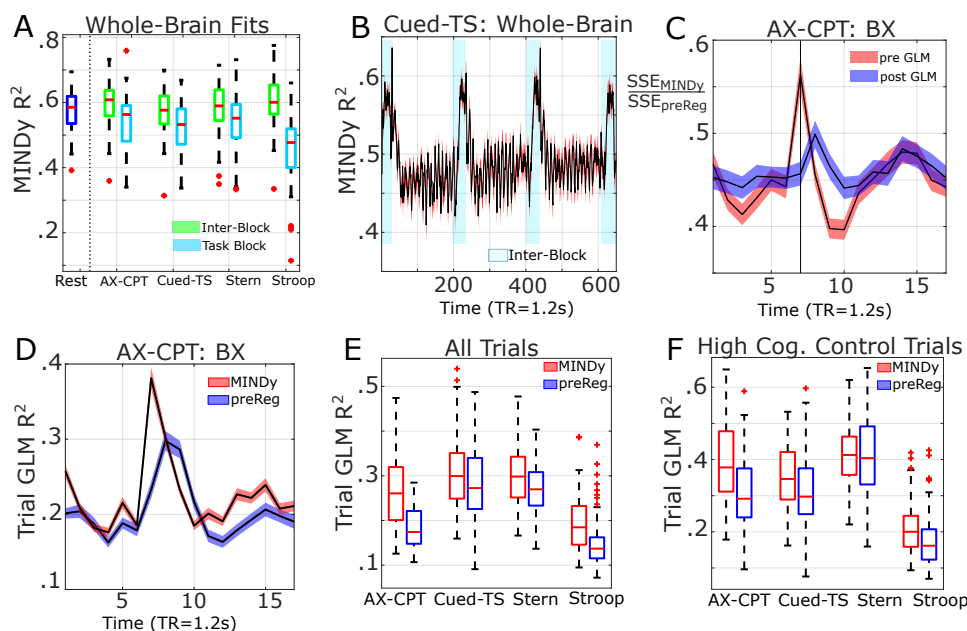 A Whole-Brain Fits
MINDy R²
.8
.6
.4
.2
Inter-Block
Task Block
Rest AX-CPT Cued-TS Stern Stroop
B Cued-TS: Whole-Brain
MINDy R²
.6
.5
.4
Inter-Block
200 400 600
Time (TR=1.2s)
C AX-CPT: BX
SSE_MINDy
SSE_preReg
.6
.5
.4
pre GLM
post GLM
5 10 15
Time (TR=1.2s)
D AX-CPT: BX
Trial GLM R²
.4
.3
.2
.1
MINDy
preReg
5 10 15
Time (TR=1.2s)
E All Trials
Trial GLM R²
.5
.3
.1
MINDy
preReg
AX-CPT Cued-TS Stern Stroop
F High Cog. Control Trials
Trial GLM R²
.6
.4
.2
MINDy
preReg
AX-CPT Cued-TS Stern Stroop